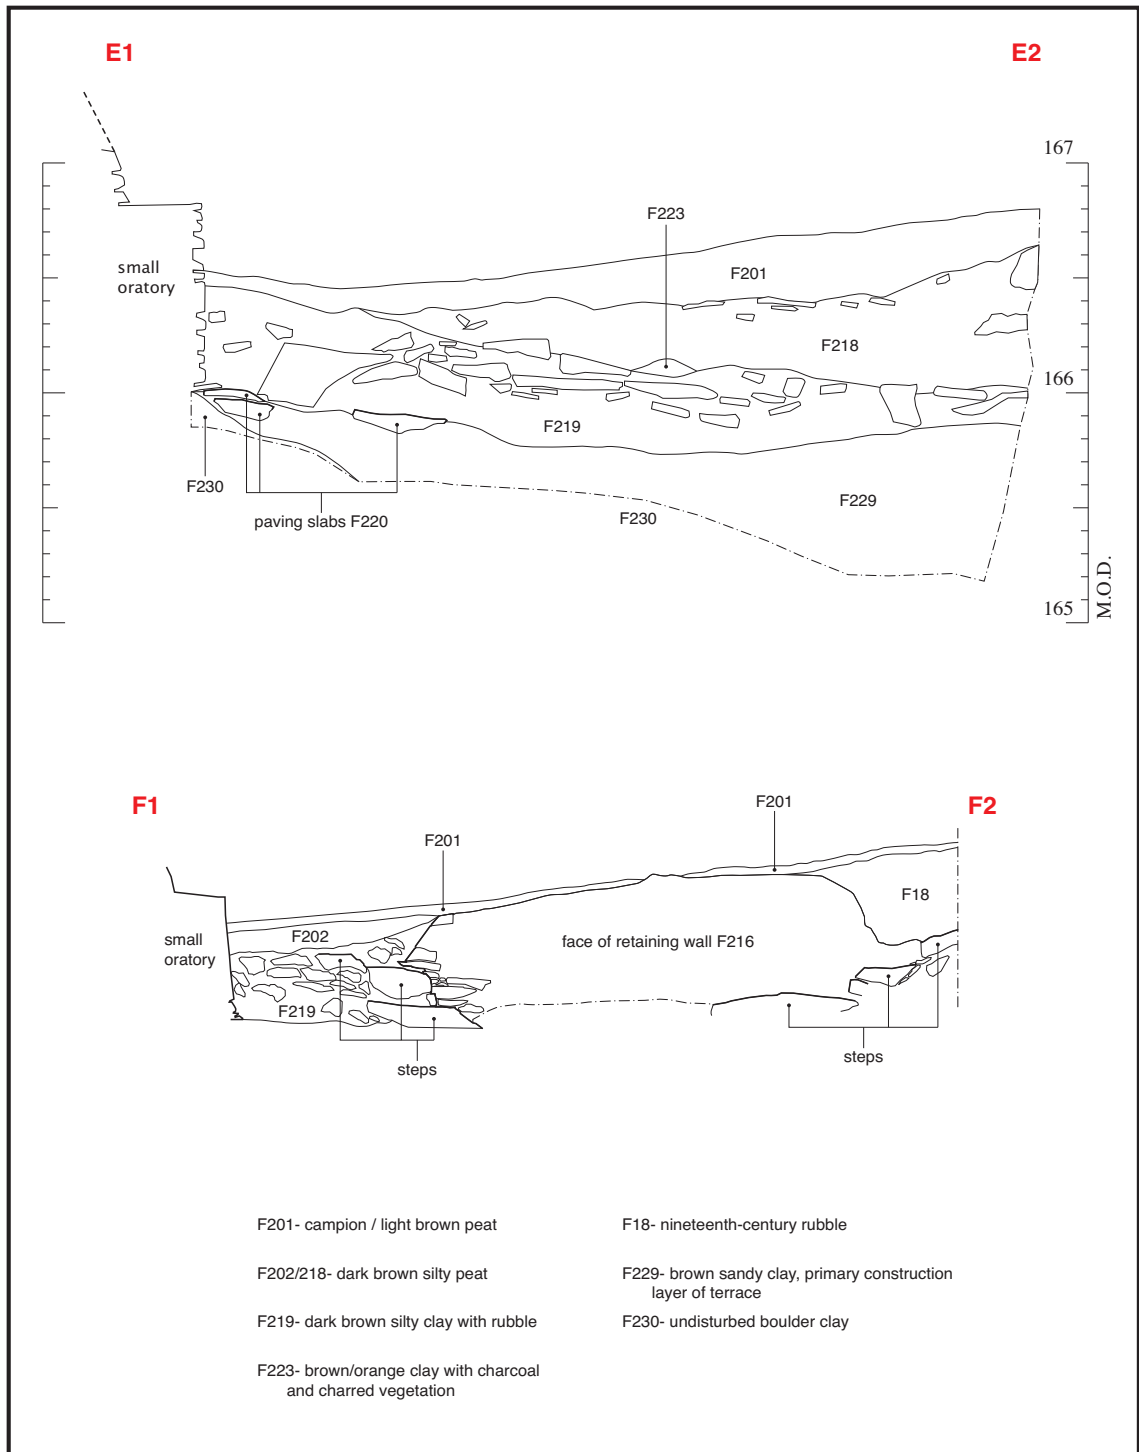 E1
E2
167
F223
small
oratory
F201
F218
166
F219
F230
F229
paving slabs F220
F230
165
M.O.D.
F1
F2
F201
F201
F18
F202
small
oratory
face of retaining wall F216
F219
steps
steps
F201- campion / light brown peat
F18- nineteenth-century rubble
F202/218- dark brown silty peat
F229- brown sandy clay, primary construction
layer of terrace
F219- dark brown silty clay with rubble
F230- undisturbed boulder clay
F223- brown/orange clay with charcoal
and charred vegetation